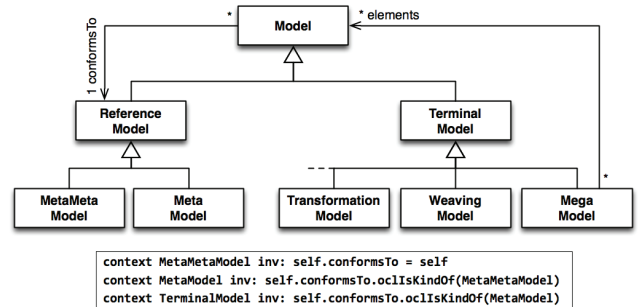 Model
*
* elements
1 conformsTo
Reference
Model
Terminal
Model
*
MetaMeta
Model
Meta
Model
Transformation
Model
Weaving
Model
Mega
Model
context MetaMetaModel inv: self.conformsTo = self
context MetaModel inv: self.conformsTo.oclIsKindOf(MetaMetaModel)
context TerminalModel inv: self.conformsTo.oclIsKindOf(MetaModel)